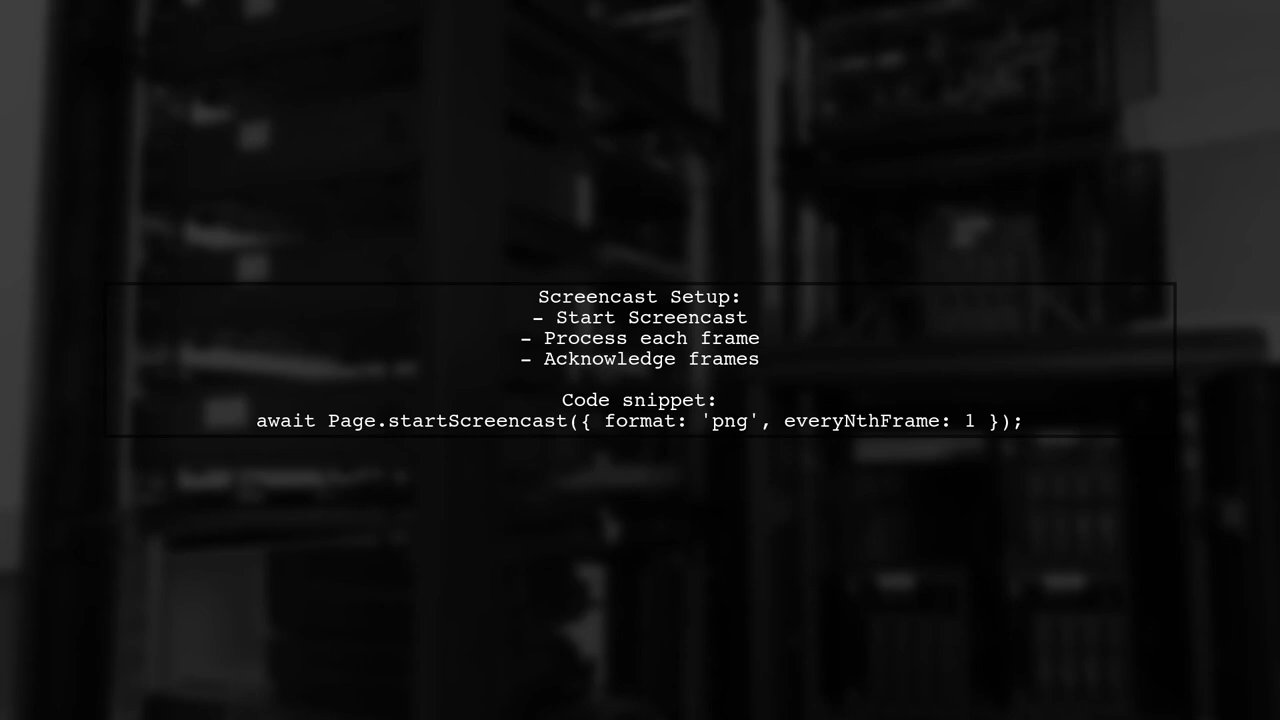 Screencast Setup:
- Start Screencast
- Process each frame
- Acknowledge frames
Code snippet:
await Page.startScreencast({ format: 'png', everyNthFrame: 1 });